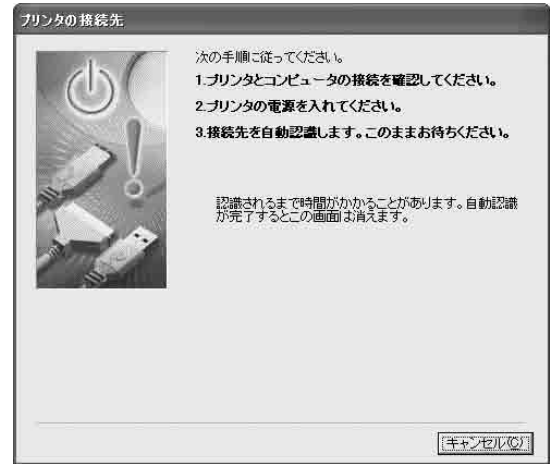 プリンタの接続先
次の手順に従ってください。
1.プリンタとコンピュータの接続を確認してください。
2.プリンタの電源を入れてください。
3.接続先を自動認識します。このままお待ちください。
認識されるまで時間がかかることがあります。自動認識
が完了するとこの画面は消えます。
キャンセル(C)